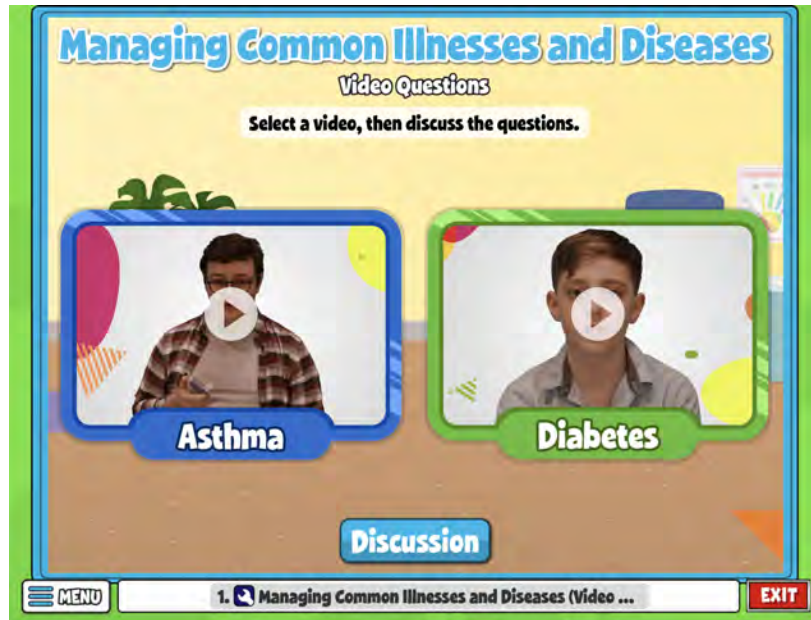 Managing Common Illnesses and Diseases
Video Questions
Select a video, then discuss the questions.
Asthma
Diabetes
Discussion
MENU
1. Managing Common Illnesses and Diseases (Video ...
EXIT